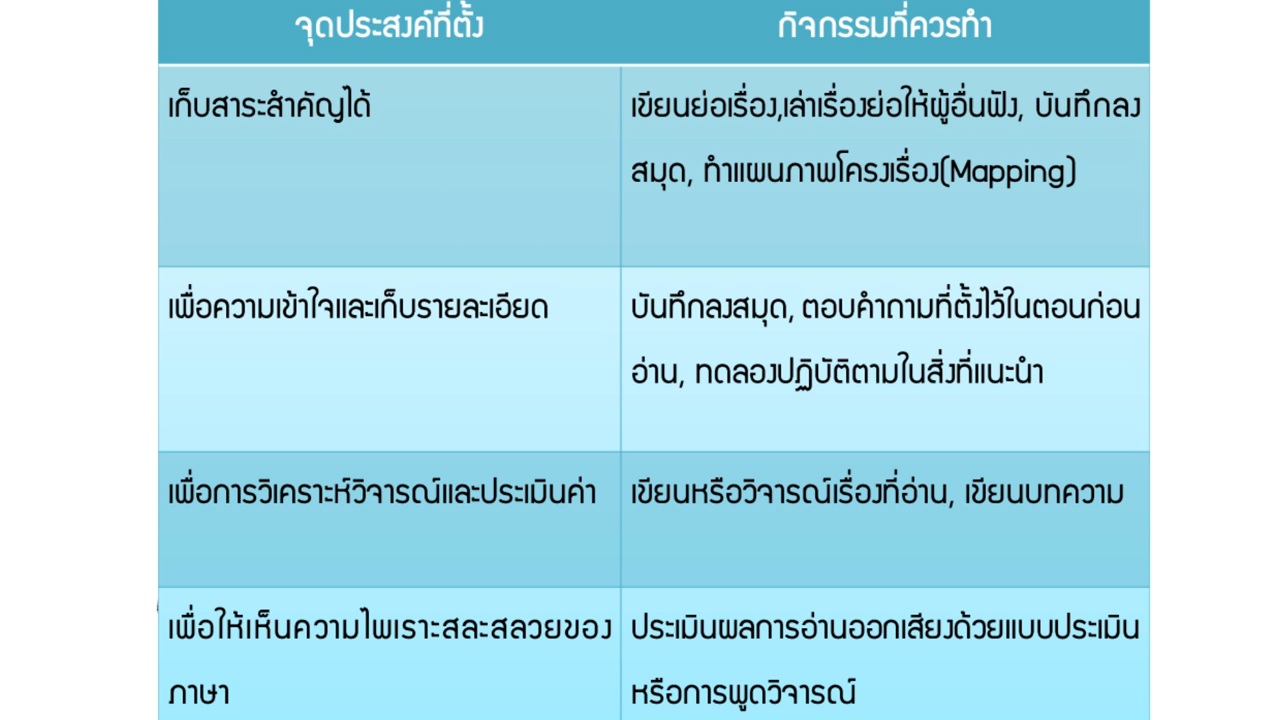 จุดประสงค์ที่ตั้ง
กิจกรรมที่ควรทำ
เก็บสาระสำคัญได้
เขียนย่อเรื่อง,เล่าเรื่องย่อให้ผู้อื่นฟัง, บันทึกลง
สมุด, ทำแผนภาพโครงเรื่อง(Mapping)
เพื่อความเข้าใจและเก็บรายละเอียด
บันทึกลงสมุด, ตอบคำถามที่ตั้งไว้ในตอนก่อน
อ่าน, ทดลองปฏิบัติตามในสิ่งที่แนะนำ
เพื่อการวิเคราะห์วิจารณ์และประเมินค่า
เขียนหรือวิจารณ์เรื่องที่อ่าน, เขียนบทความ
เพื่อให้เห็นความไพเราะสละสลวยของ
ภาษา
ประเมินผลการอ่านออกเสียงด้วยแบบประเมิน
หรือการพูดวิจารณ์